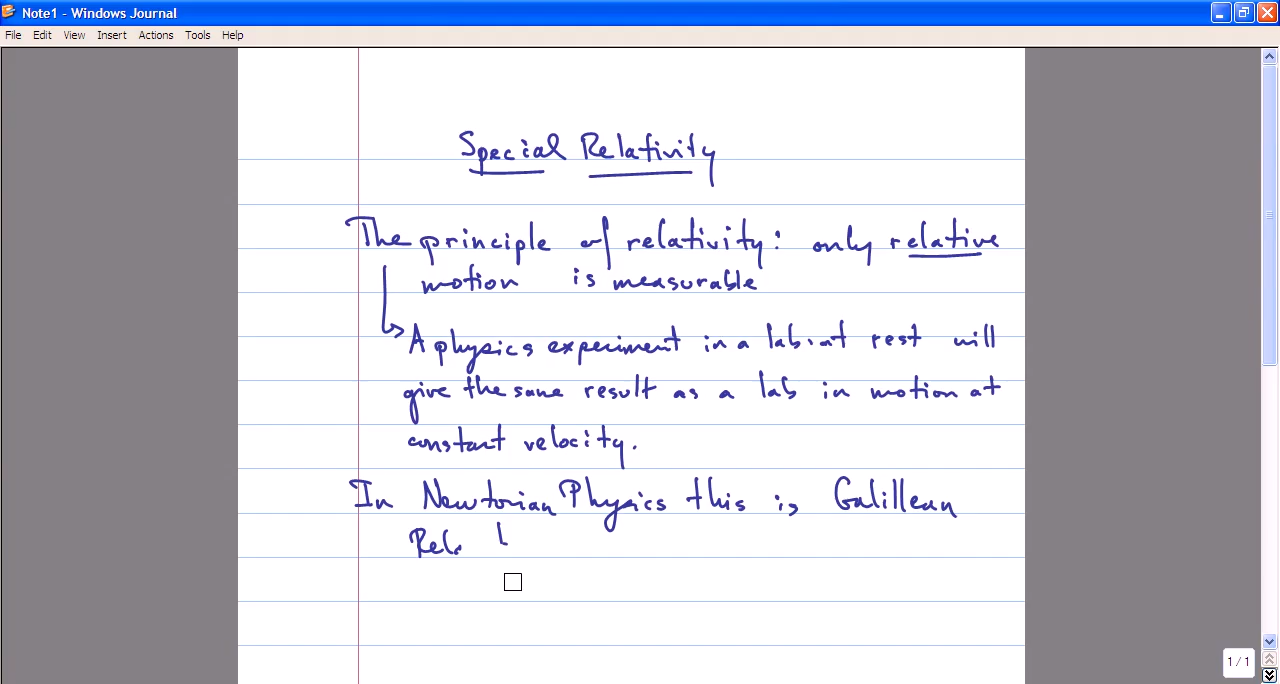 Note1 - Windows Journal
File Edit View Insert Actions Tools Help
Special Relativity
The principle of relativity: only relative
motion is measurable
A physics experiment in a lab at rest will
give the same result as a lab in motion at
constant velocity.
In Newtonian Physics this is Galillean
1 / 1